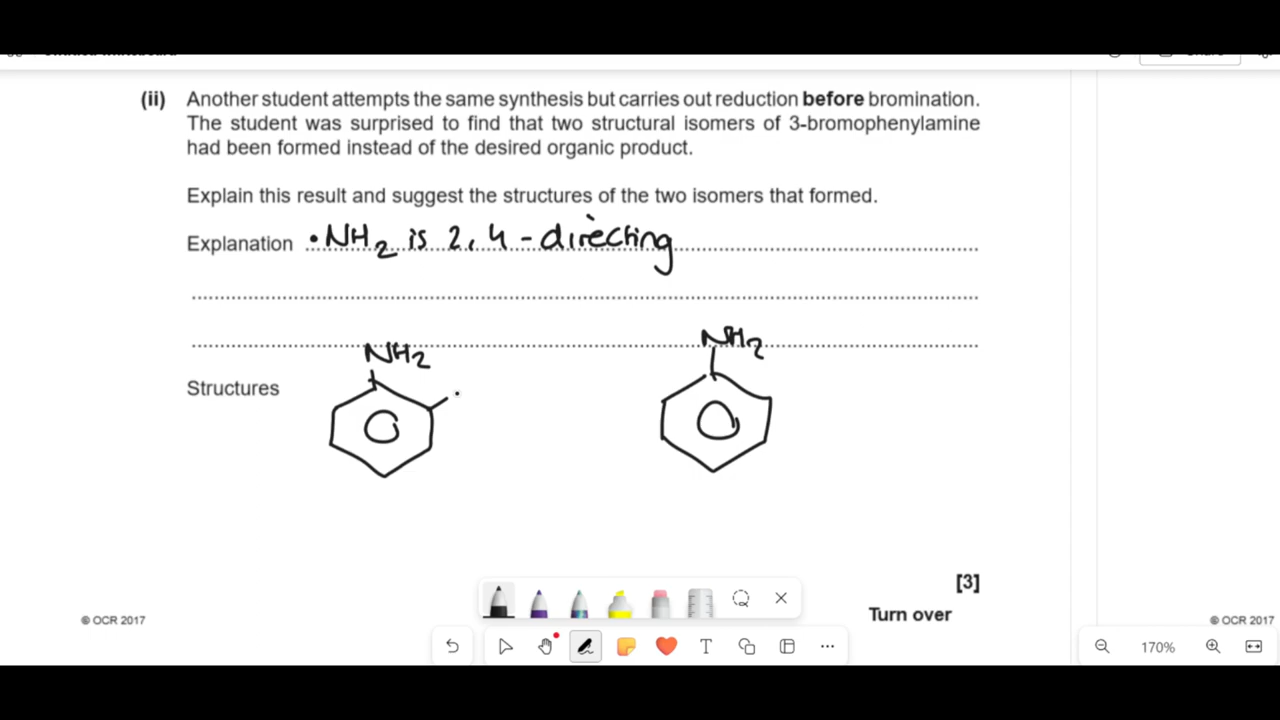 (ii) Another student attempts the same synthesis but carries out reduction before bromination.
The student was surprised to find that two structural isomers of 3-bromophenylamine
had been formed instead of the desired organic product.
Explain this result and suggest the structures of the two isomers that formed.
Explanation • NH2 is 2,4-directing
NH2
NH2
Structures
[3]
© OCR 2017
Turn over
© OCR 2017
T
170%